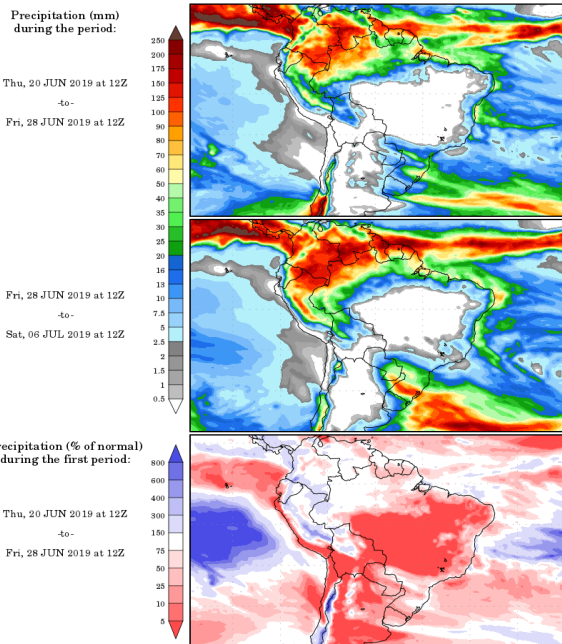 Precipitation (mm)
during the period:
Thu, 20 JUN 2019 at 12Z
-to-
Fri, 28 JUN 2019 at 12Z
250
200
175
150
125
100
90
80
70
60
50
40
35
30
25
20
16
13
10
7.5
5
2.5
2
1.5
1
0.5
Fri, 28 JUN 2019 at 12Z
-to-
Sat, 06 JUL 2019 at 12Z
recipitation (% of normal)
during the first period:
Thu, 20 JUN 2019 at 12Z
-to-
Fri, 28 JUN 2019 at 12Z
800
600
400
300
150
75
50
25
10
5